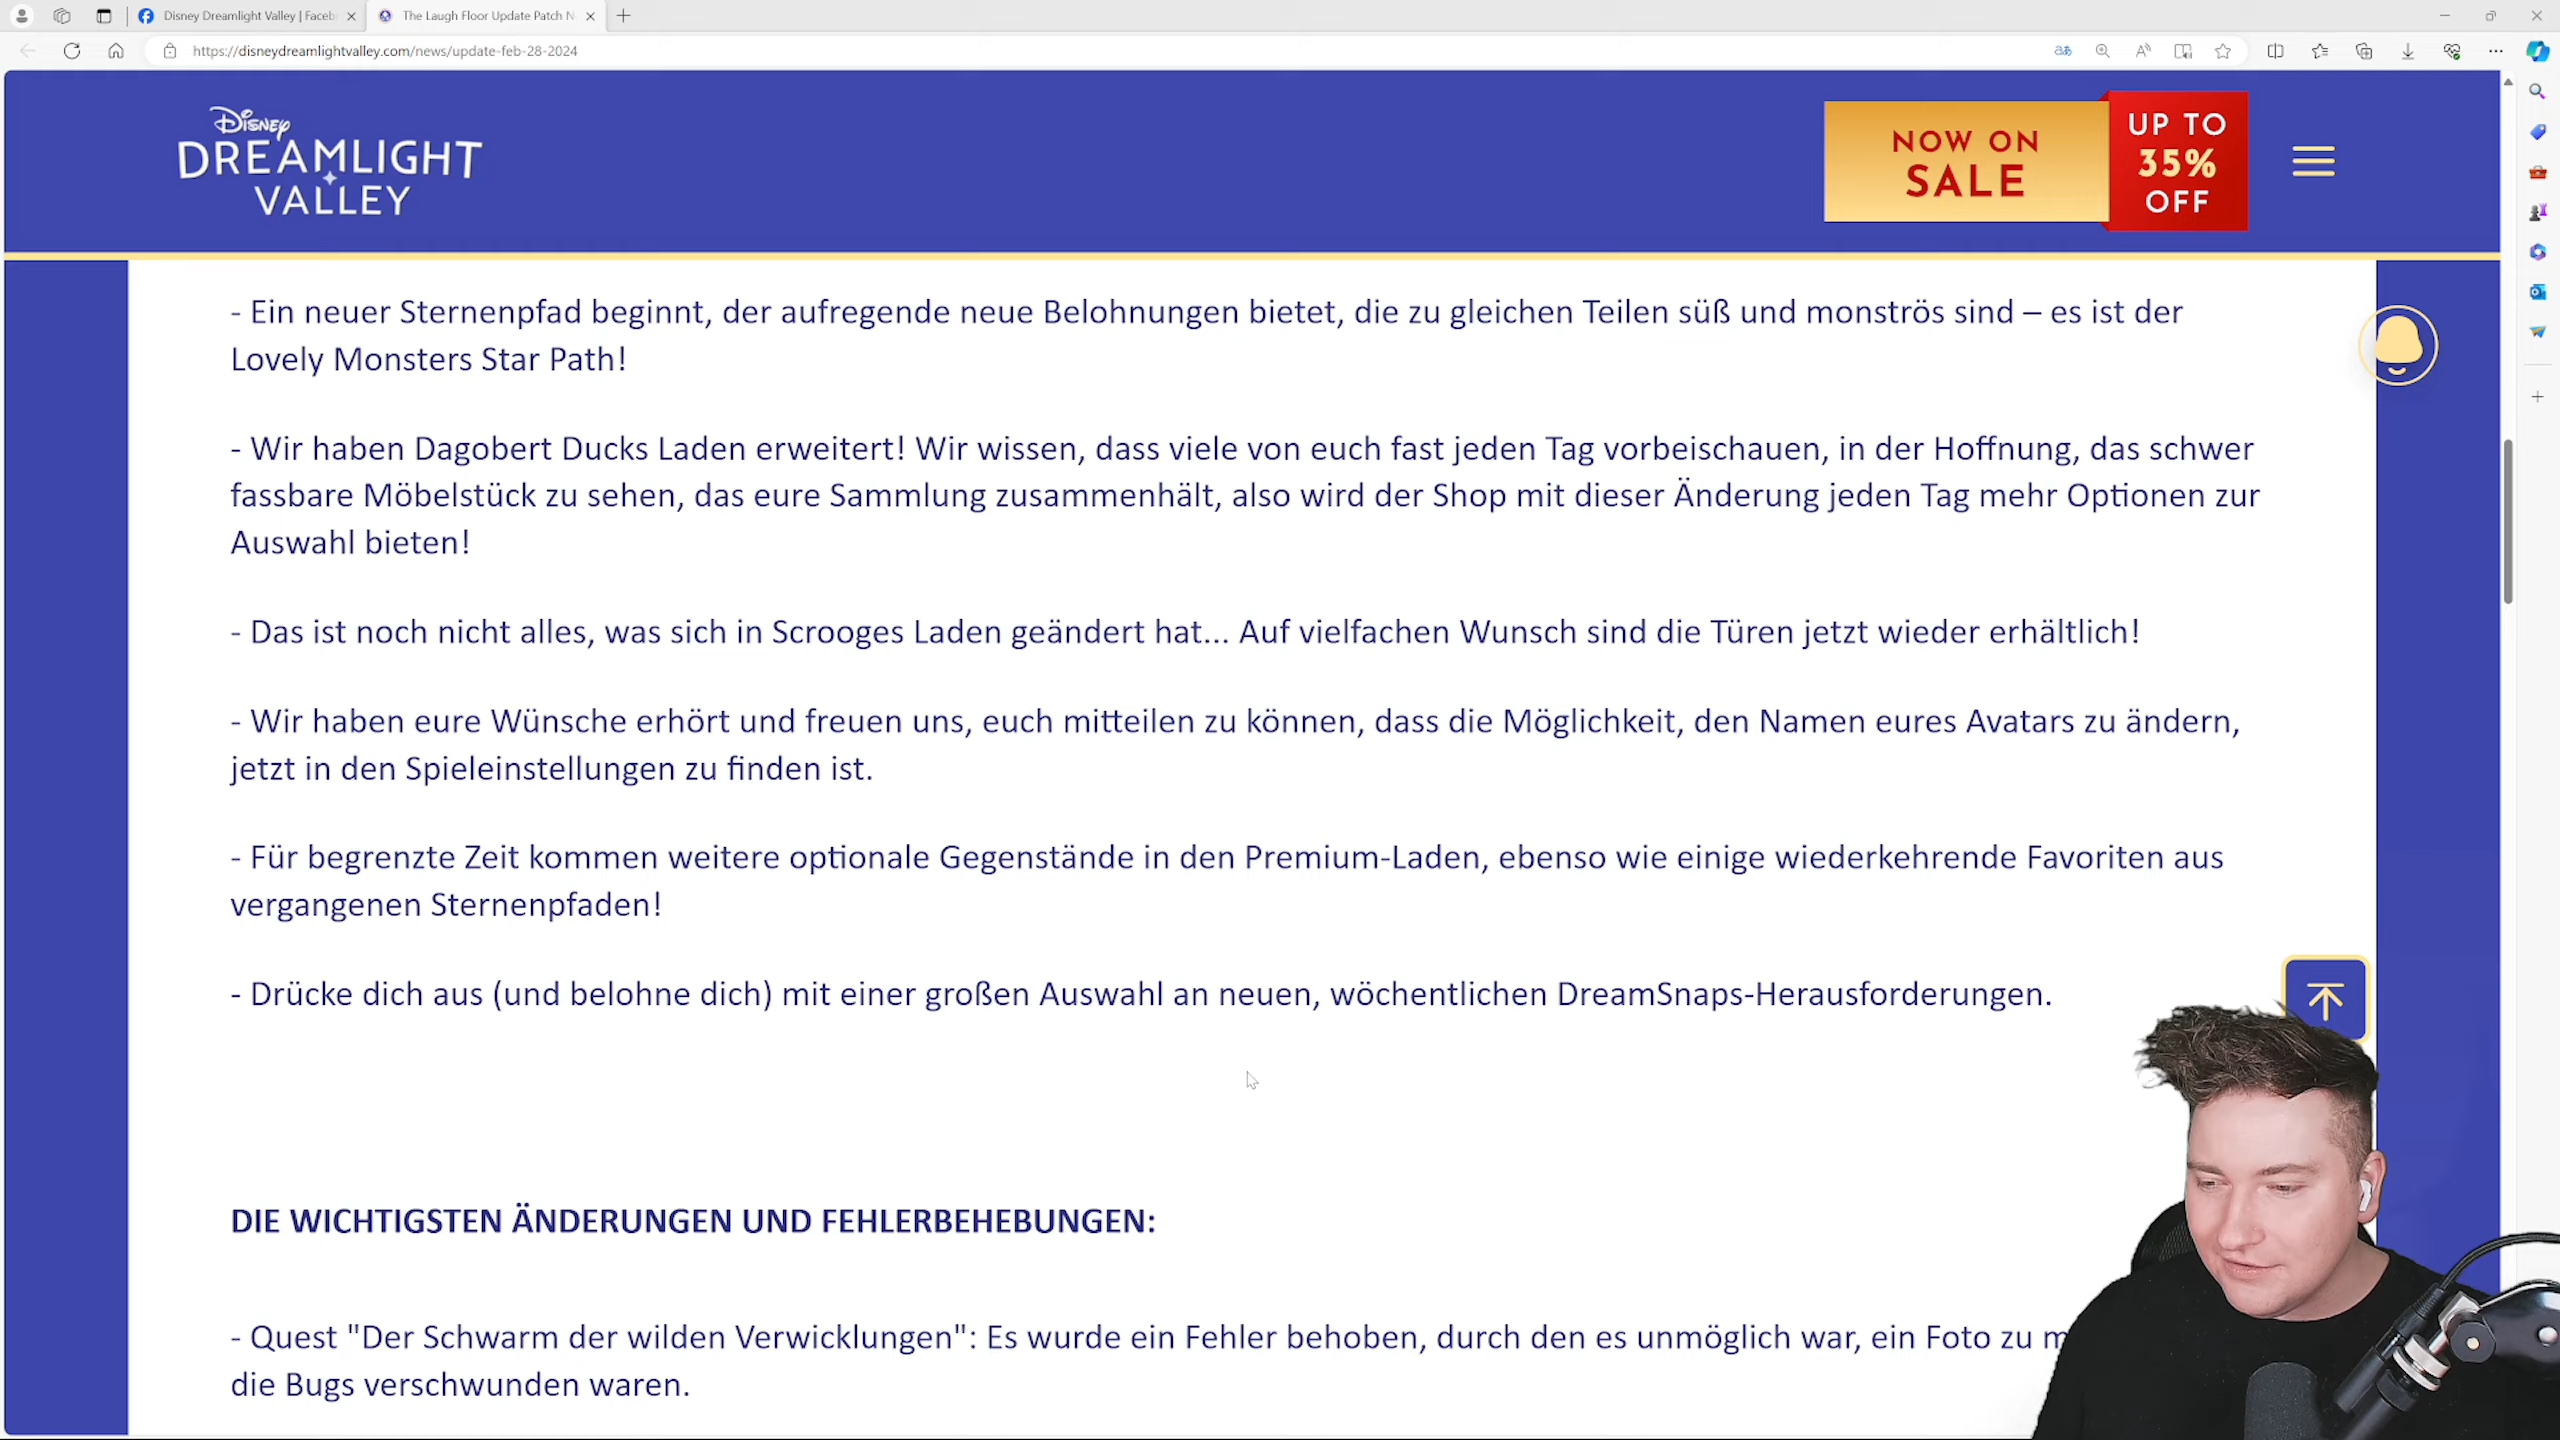 Disney Dreamlight Valley | Faceb
The Laugh Floor Update Patch N
https://disneydreamlightvalley.com/news/update-feb-28-2024
Disney
DREAMLIGHT
VALLEY
NOW ON
SALE
UP TO
35%
OFF
- Ein neuer Sternenpfad beginnt, der aufregende neue Belohnungen bietet, die zu gleichen Teilen süß und monströs sind – es ist der
Lovely Monsters Star Path!
- Wir haben Dagobert Ducks Laden erweitert! Wir wissen, dass viele von euch fast jeden Tag vorbeischauen, in der Hoffnung, das schwer
fassbare Möbelstück zu sehen, das eure Sammlung zusammenhält, also wird der Shop mit dieser Änderung jeden Tag mehr Optionen zur
Auswahl bieten!
- Das ist noch nicht alles, was sich in Scrooges Laden geändert hat... Auf vielfachen Wunsch sind die Türen jetzt wieder erhältlich!
- Wir haben eure Wünsche erhört und freuen uns, euch mitteilen zu können, dass die Möglichkeit, den Namen eures Avatars zu ändern,
jetzt in den Spieleinstellungen zu finden ist.
- Für begrenzte Zeit kommen weitere optionale Gegenstände in den Premium-Laden, ebenso wie einige wiederkehrende Favoriten aus
vergangenen Sternenpfaden!
- Drücke dich aus (und belohne dich) mit einer großen Auswahl an neuen, wöchentlichen DreamSnaps-Herausforderungen.
DIE WICHTIGSTEN ÄNDERUNGEN UND FEHLERBEHEBUNGEN:
- Quest "Der Schwarm der wilden Verwicklungen": Es wurde ein Fehler behoben, durch den es unmöglich war, ein Foto zu
die Bugs verschwunden waren.